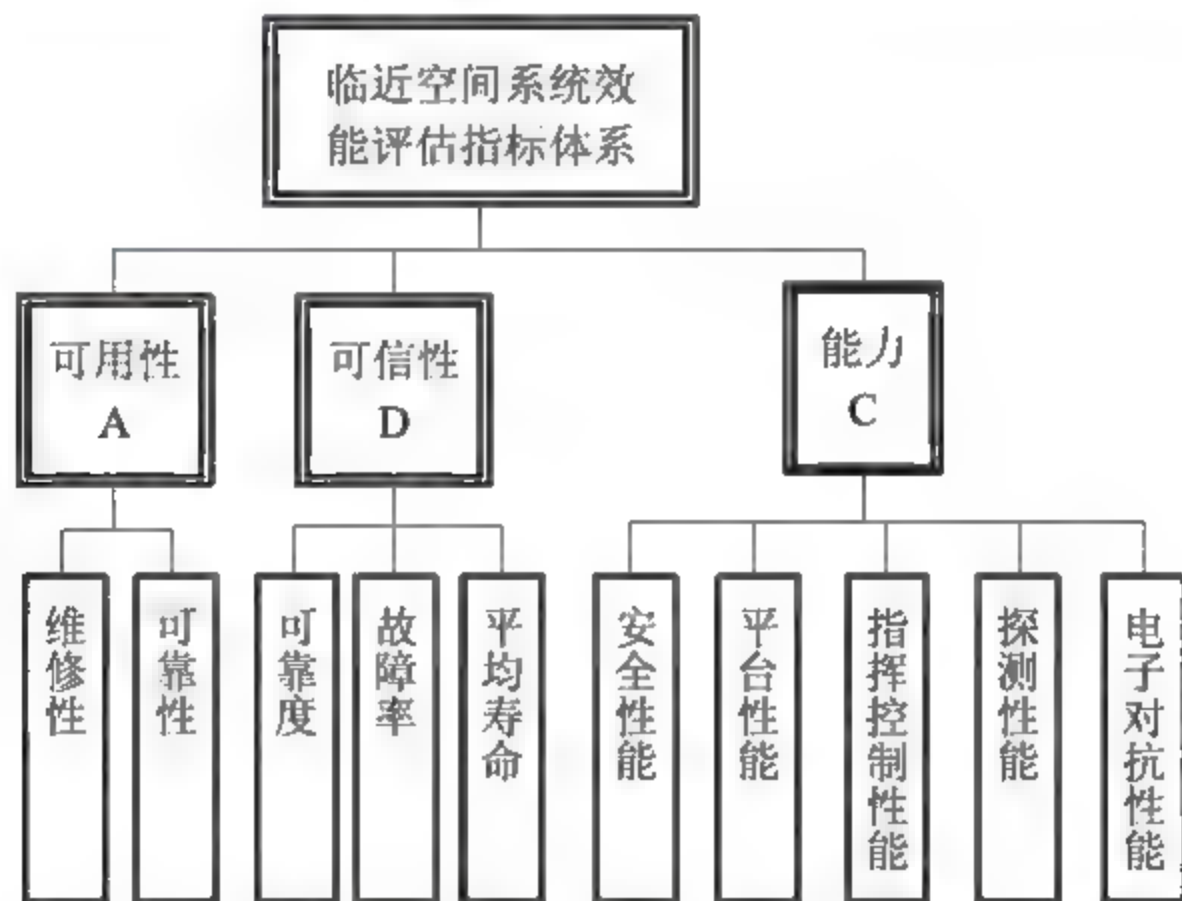 临近空间系统效
能评估指标体系
可用性
A
可信性
D
能力
C
维修性
可靠性
可靠度
故障率
平均寿命
安全性能
平台性能
指挥控制性能
探测性能
电子对抗性能